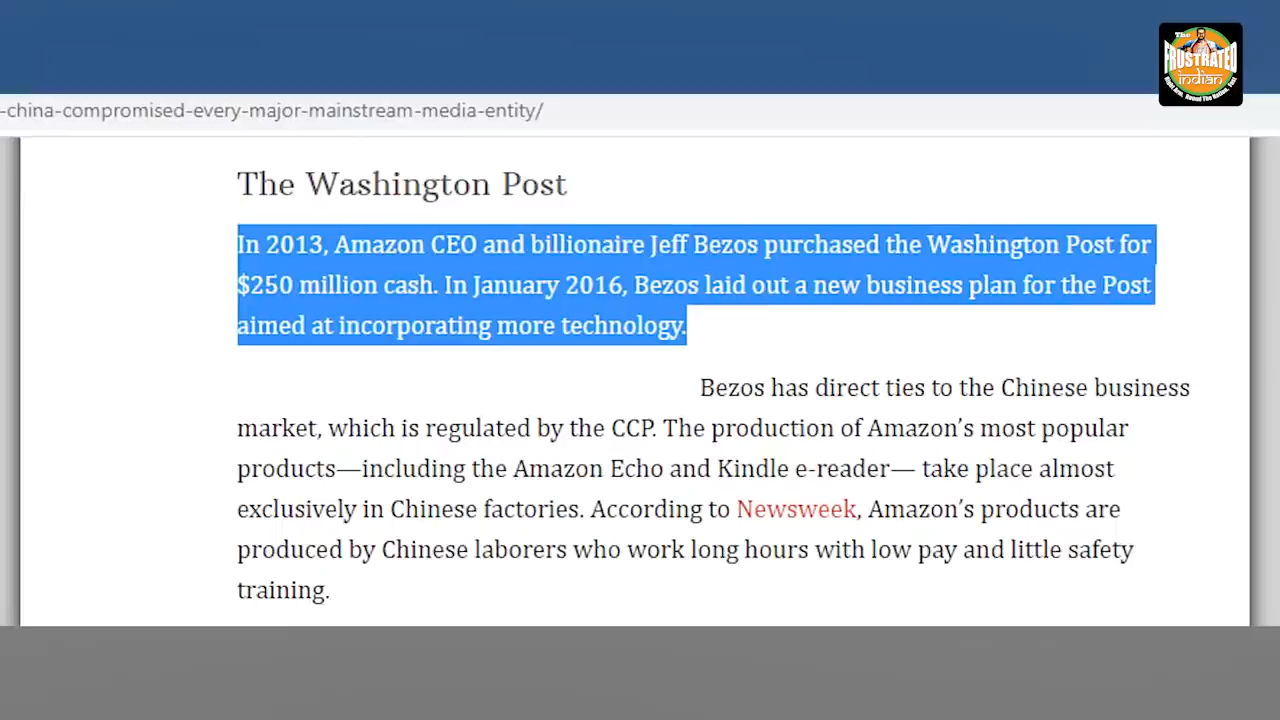 The
FRUSTRATED
indian
-china-compromised-every-major-mainstream-media-entity/
The Washington Post
In 2013, Amazon CEO and billionaire Jeff Bezos purchased the Washington Post for
$250 million cash. In January 2016, Bezos laid out a new business plan for the Post
aimed at incorporating more technology.
Bezos has direct ties to the Chinese business
market, which is regulated by the CCP. The production of Amazon’s most popular
products—including the Amazon Echo and Kindle e-reader— take place almost
exclusively in Chinese factories. According to Newsweek, Amazon’s products are
produced by Chinese laborers who work long hours with low pay and little safety
training.